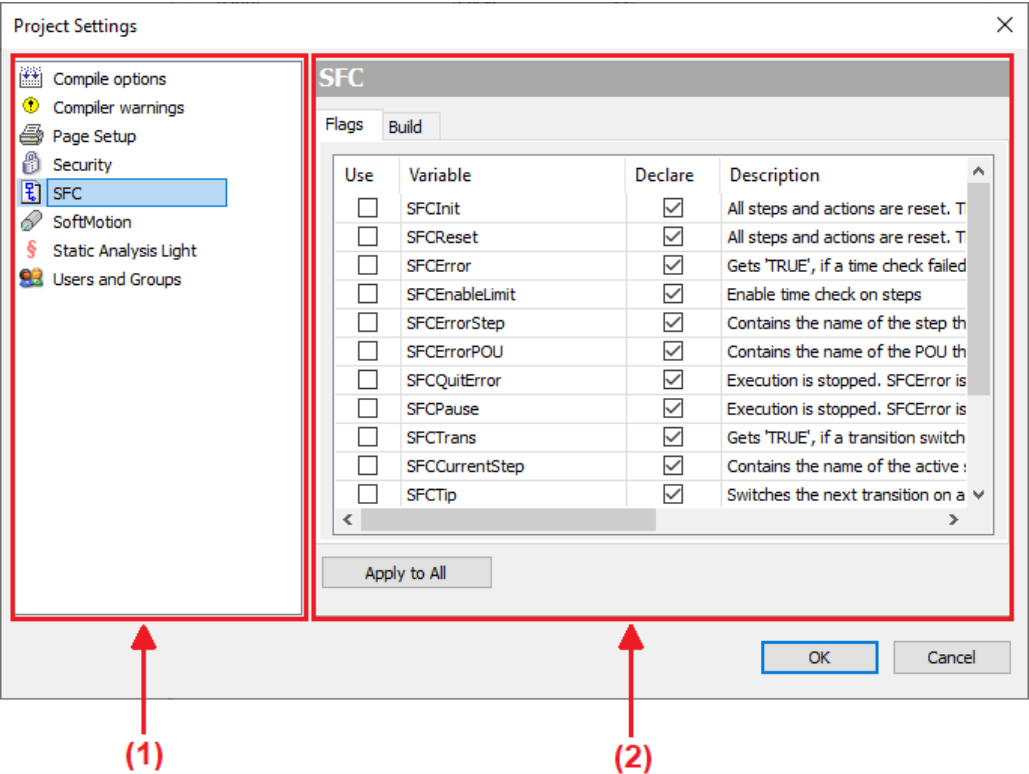 Project Settings
Compile options
Compiler warnings
Page Setup
Security
SFC
SoftMotion
Static Analysis Light
Users and Groups
SFC
Flags Build
Use Variable Declare Description
SFCInit All steps and actions are reset.
SFCReset All steps and actions are reset.
SFCError Gets 'TRUE', if a time check failed
SFCEnableLimit Enable time check on steps
SFCErrorStep Contains the name of the step th
SFCErrorPOU Contains the name of the POU th
SFCQuitError Execution is stopped. SFCError is
SFCPause Execution is stopped. SFCError is
SFCTrans Gets 'TRUE', if a transition switch
SFCCurrentStep Contains the name of the active
SFCTip Switches the next transition on a
Apply to All
OK Cancel
(1) (2)